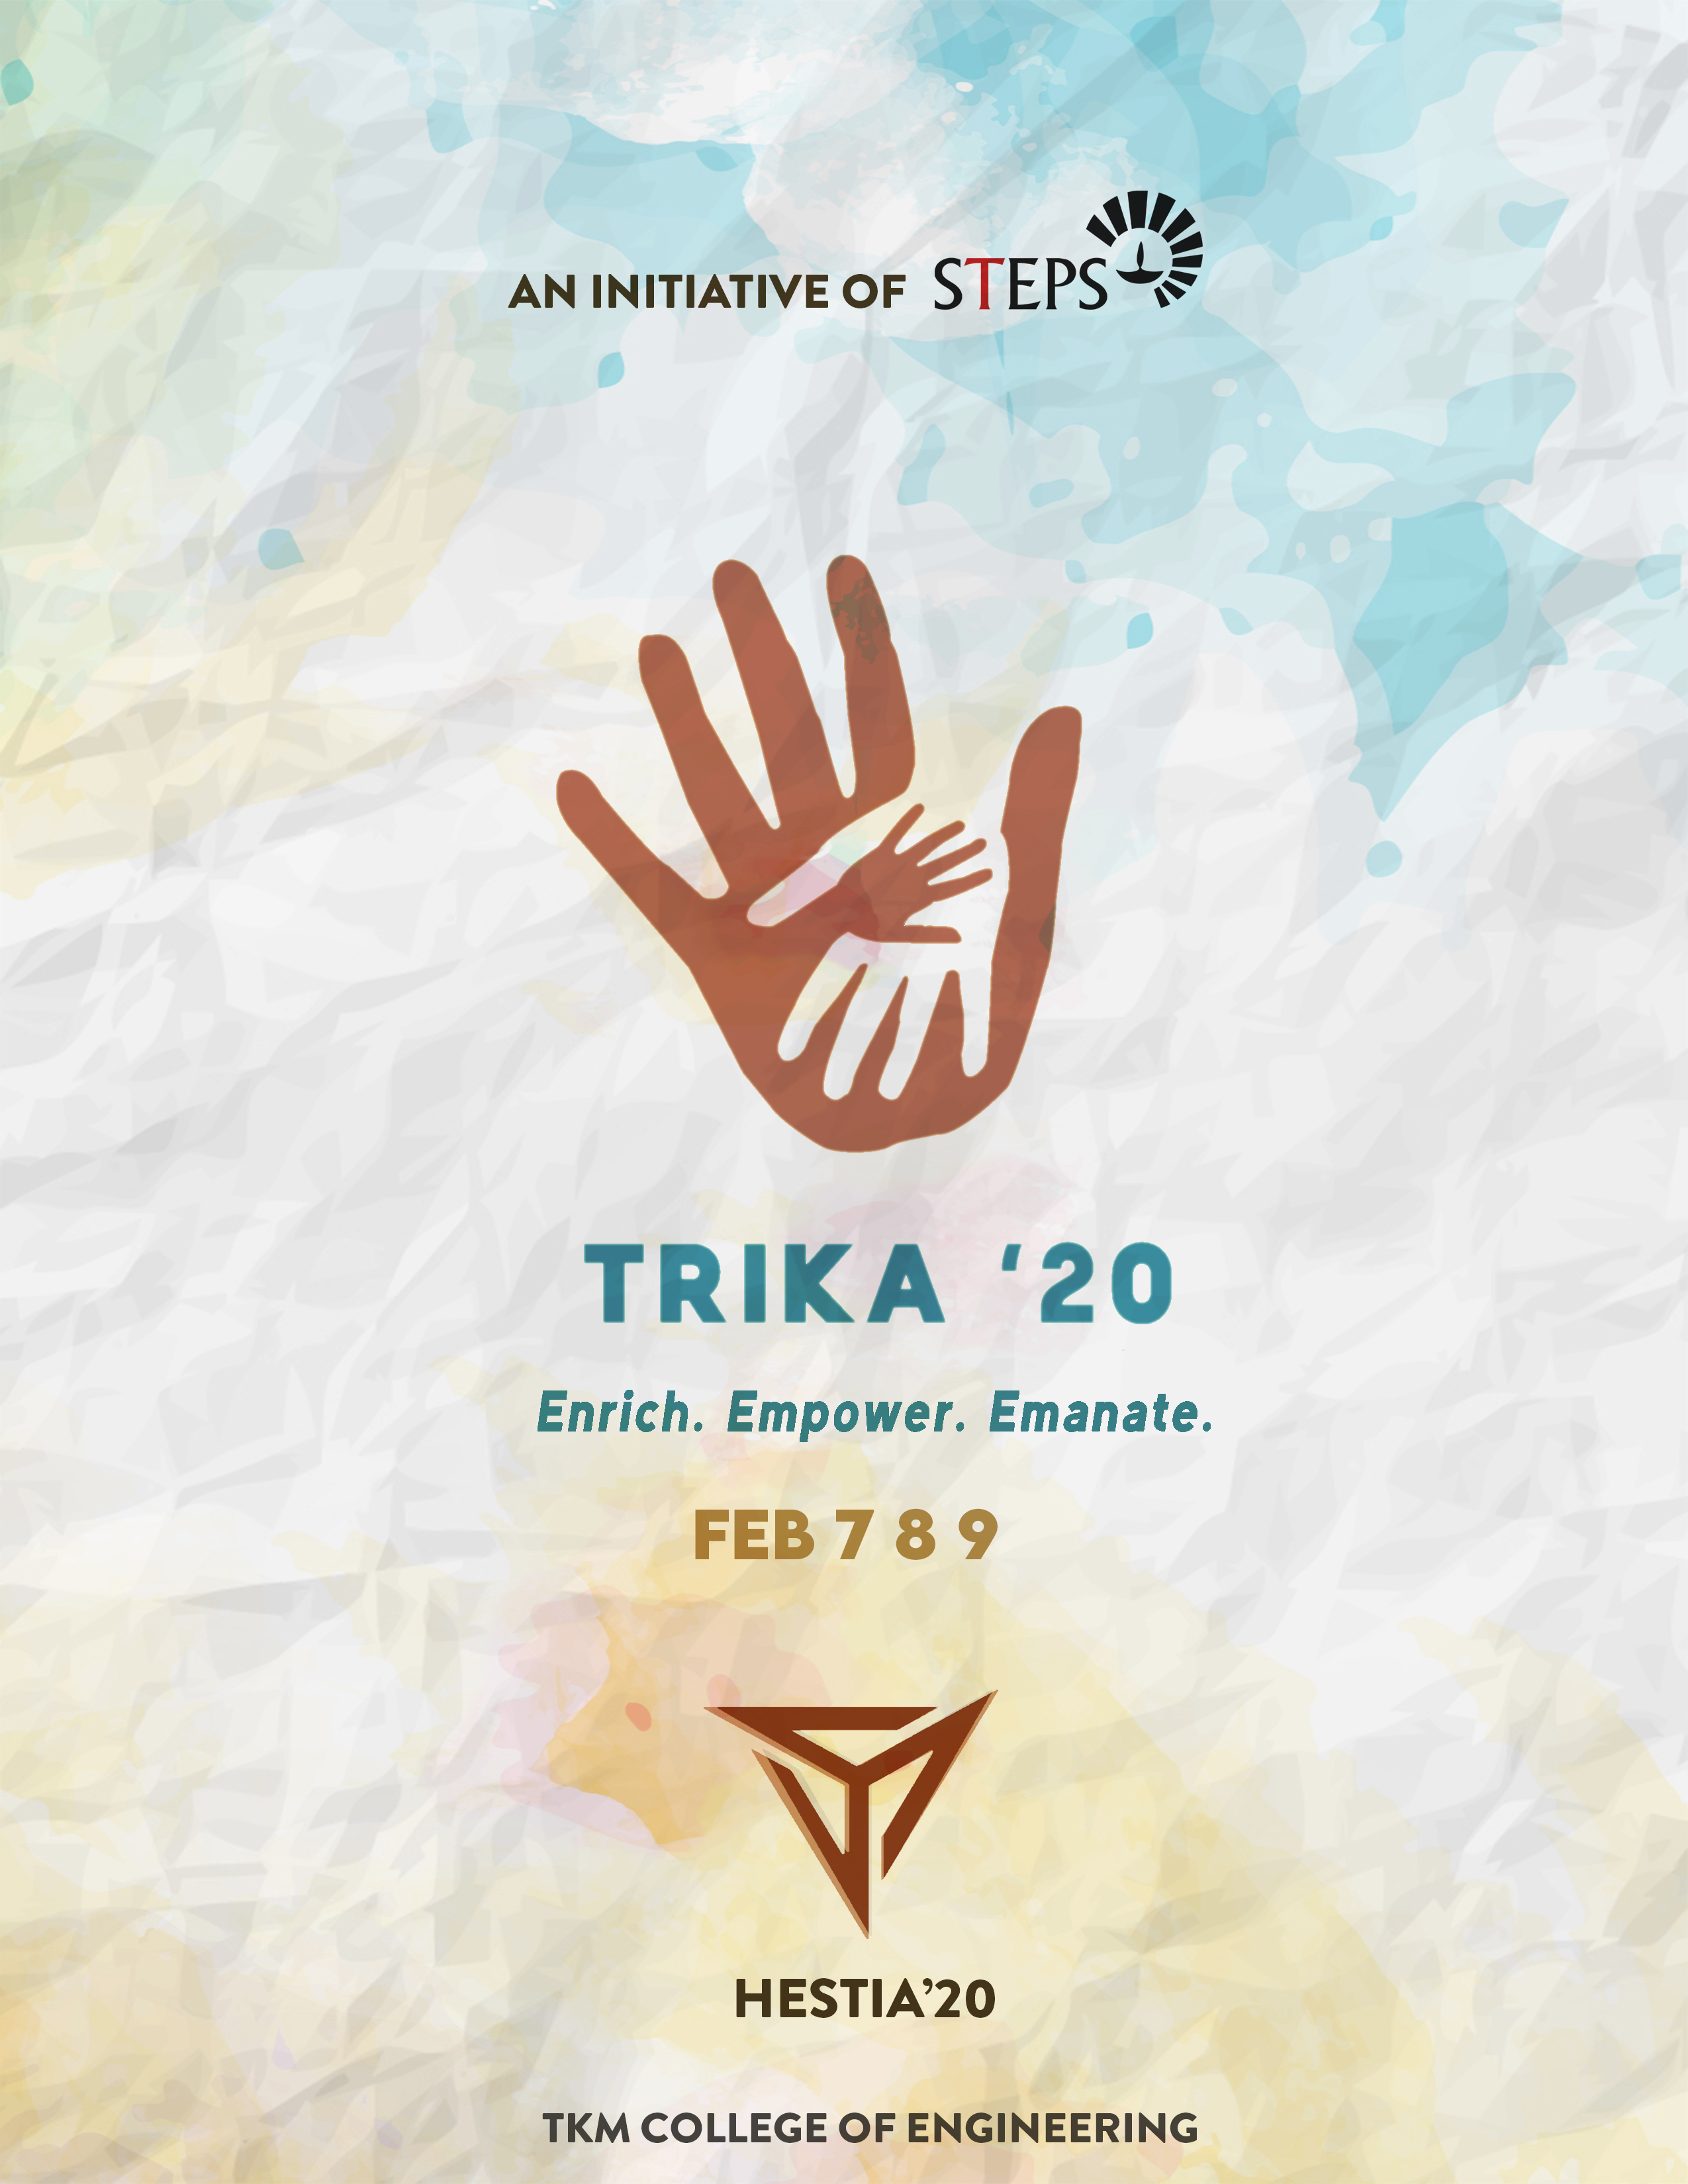 AN INITIATIVE OF STEPS
TRIKA ‘20
Enrich. Empower. Emanate.
FEB 7 8 9
HESTIA’20
TKM COLLEGE OF ENGINEERING